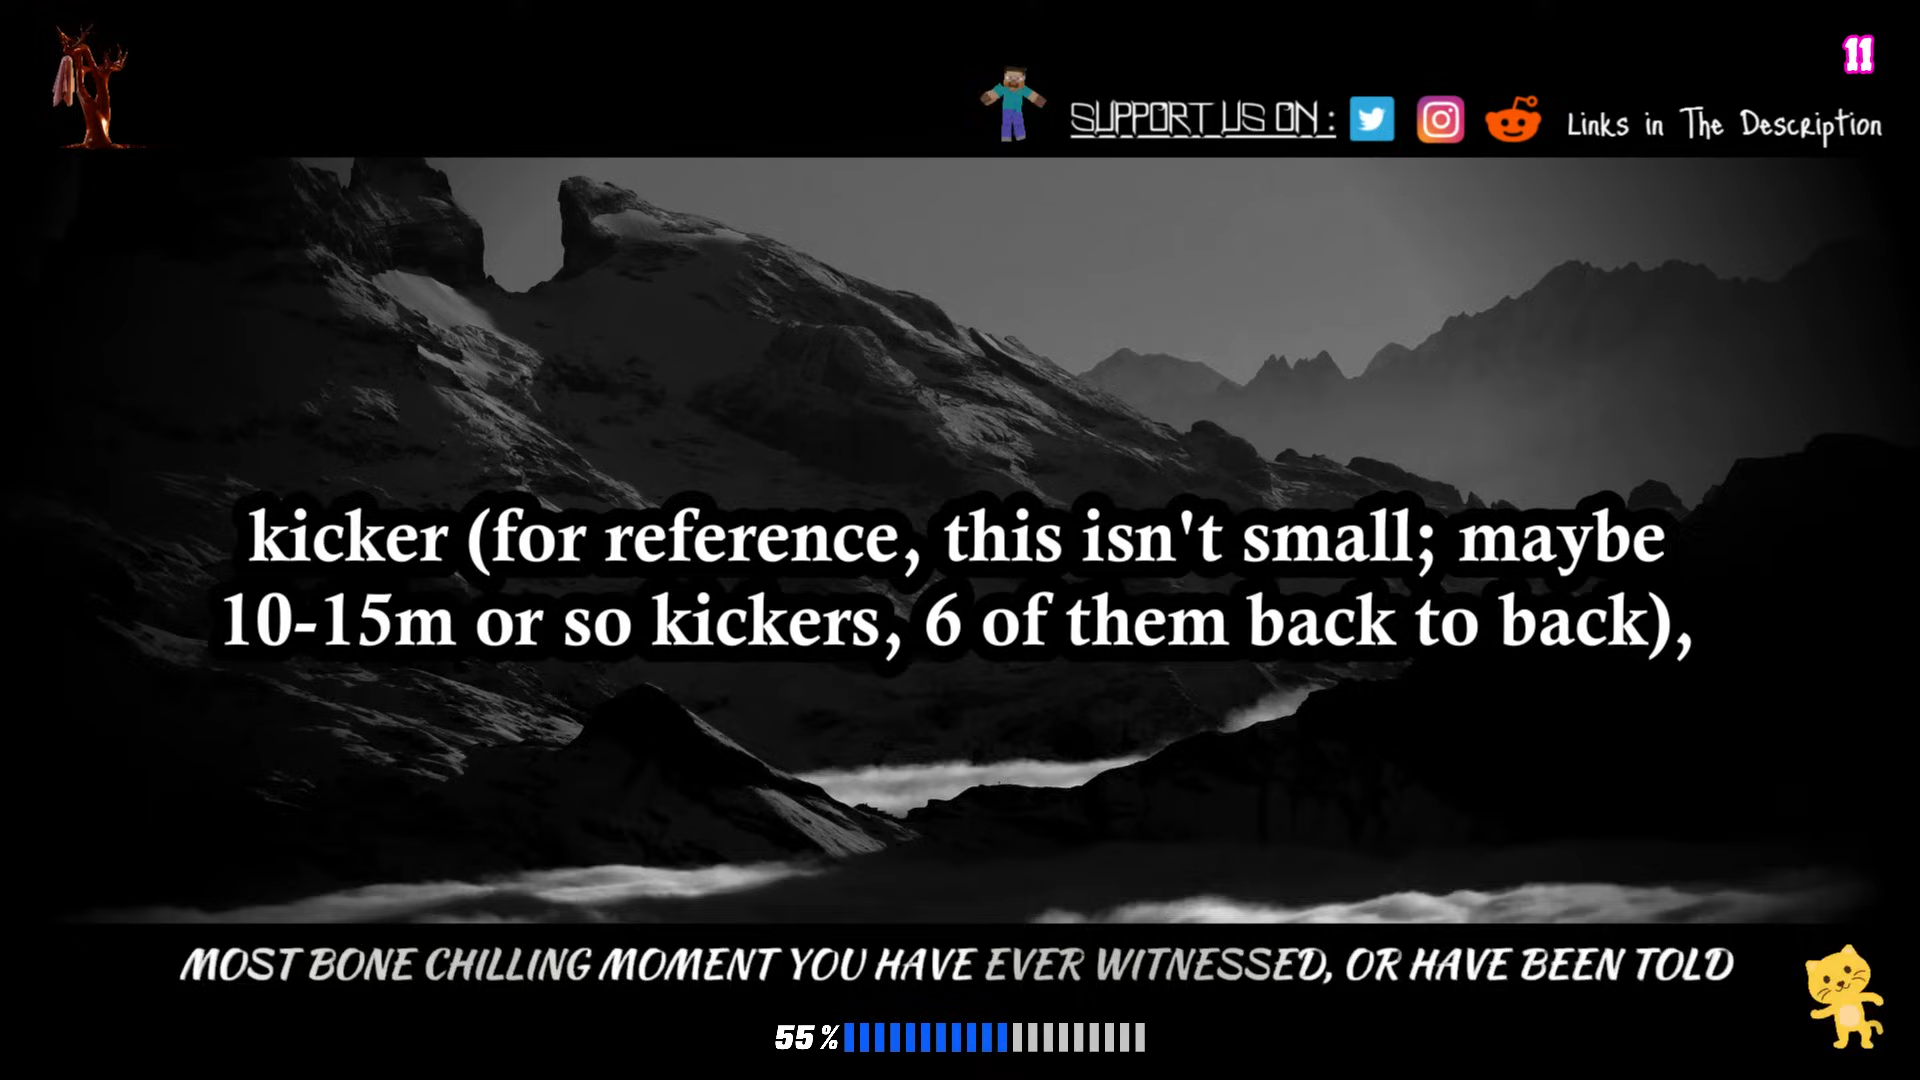 11
SUPPORT US ON :
Links in The Description
kicker (for reference, this isn't small; maybe
10-15m or so kickers, 6 of them back to back),
MOST BONE CHILLING MOMENT YOU HAVE EVER WITNESSED, OR HAVE BEEN TOLD
55%